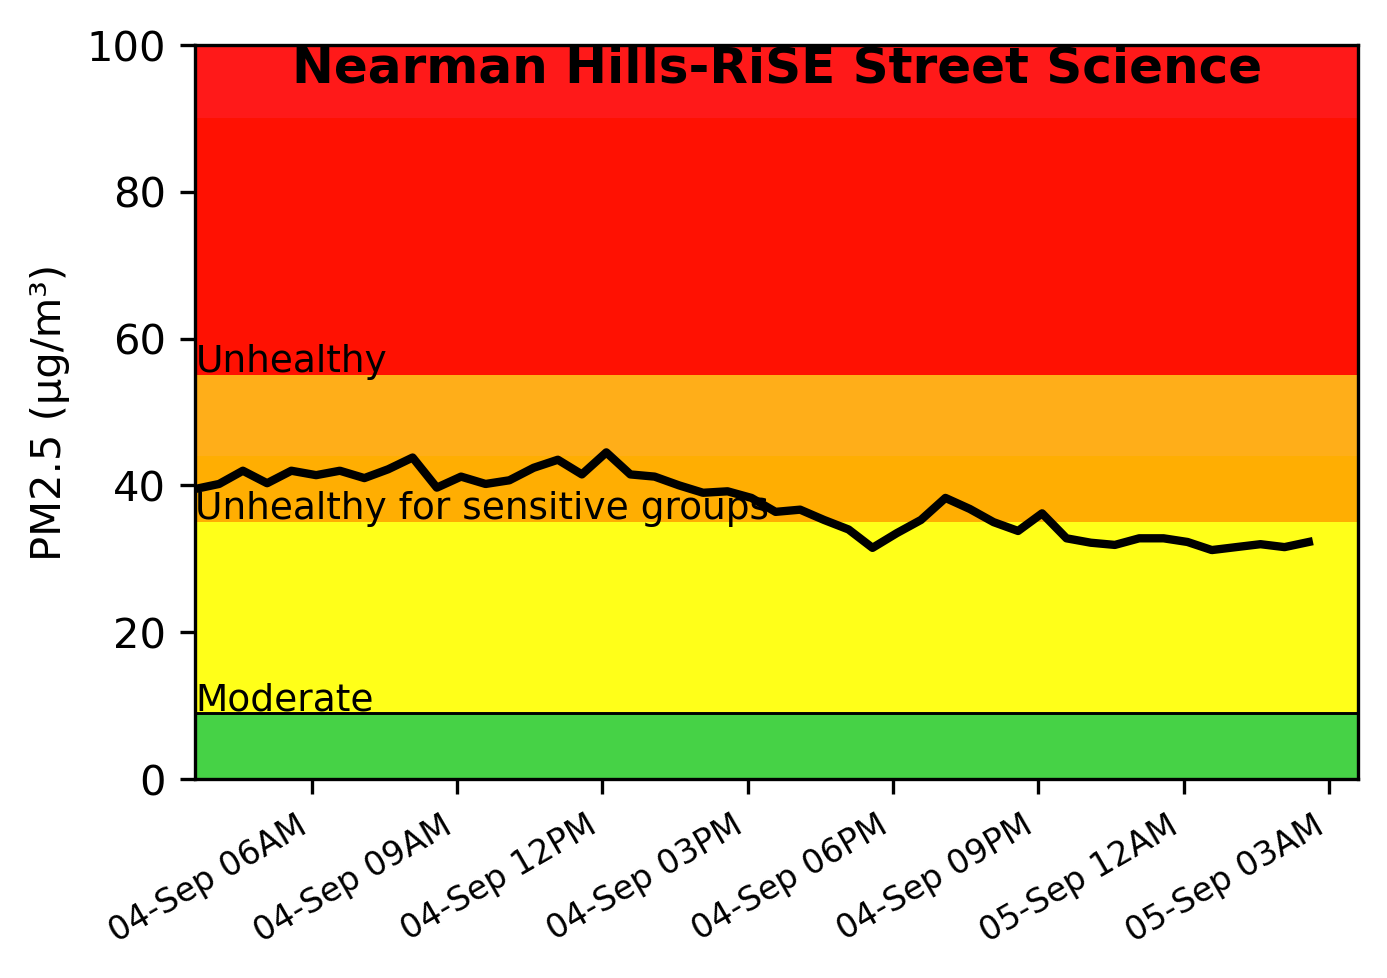 Nearman Hills-RiSE Street Science
PM2.5 (µg/m³)
100
80
60
40
20
0
Unhealthy
Unhealthy for sensitive groups
Moderate
04-Sep 06AM
04-Sep 09AM
04-Sep 12PM
04-Sep 03PM
04-Sep 06PM
04-Sep 09PM
05-Sep 12AM
05-Sep 03AM